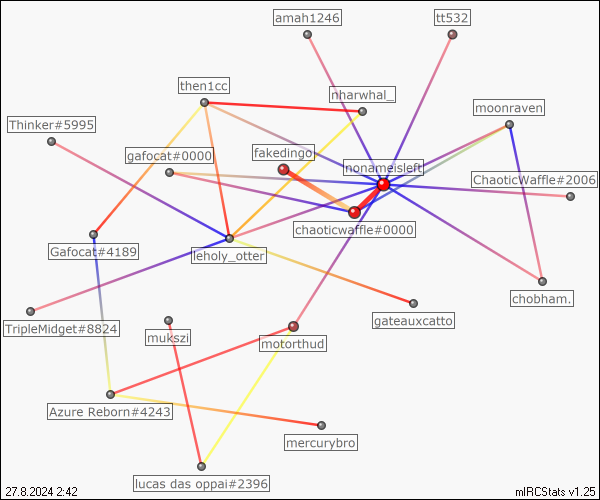 amah1246
tt532
then1cc
nharwhal_
moonraven
Thinker#5995
gafocat#0000
fakedingo
nonameisleft
ChaoticWaffle#2006
chaoticwaffle#0000
Gafocat#4189
leholy_otter
chobham.
TripleMidget#8824
gateauxcatto
mukszi
motorthud
Azure Reborn#4243
mercurybro
lucas das oppai#2396
27.8.2024 2:42
mIRCStats v1.25